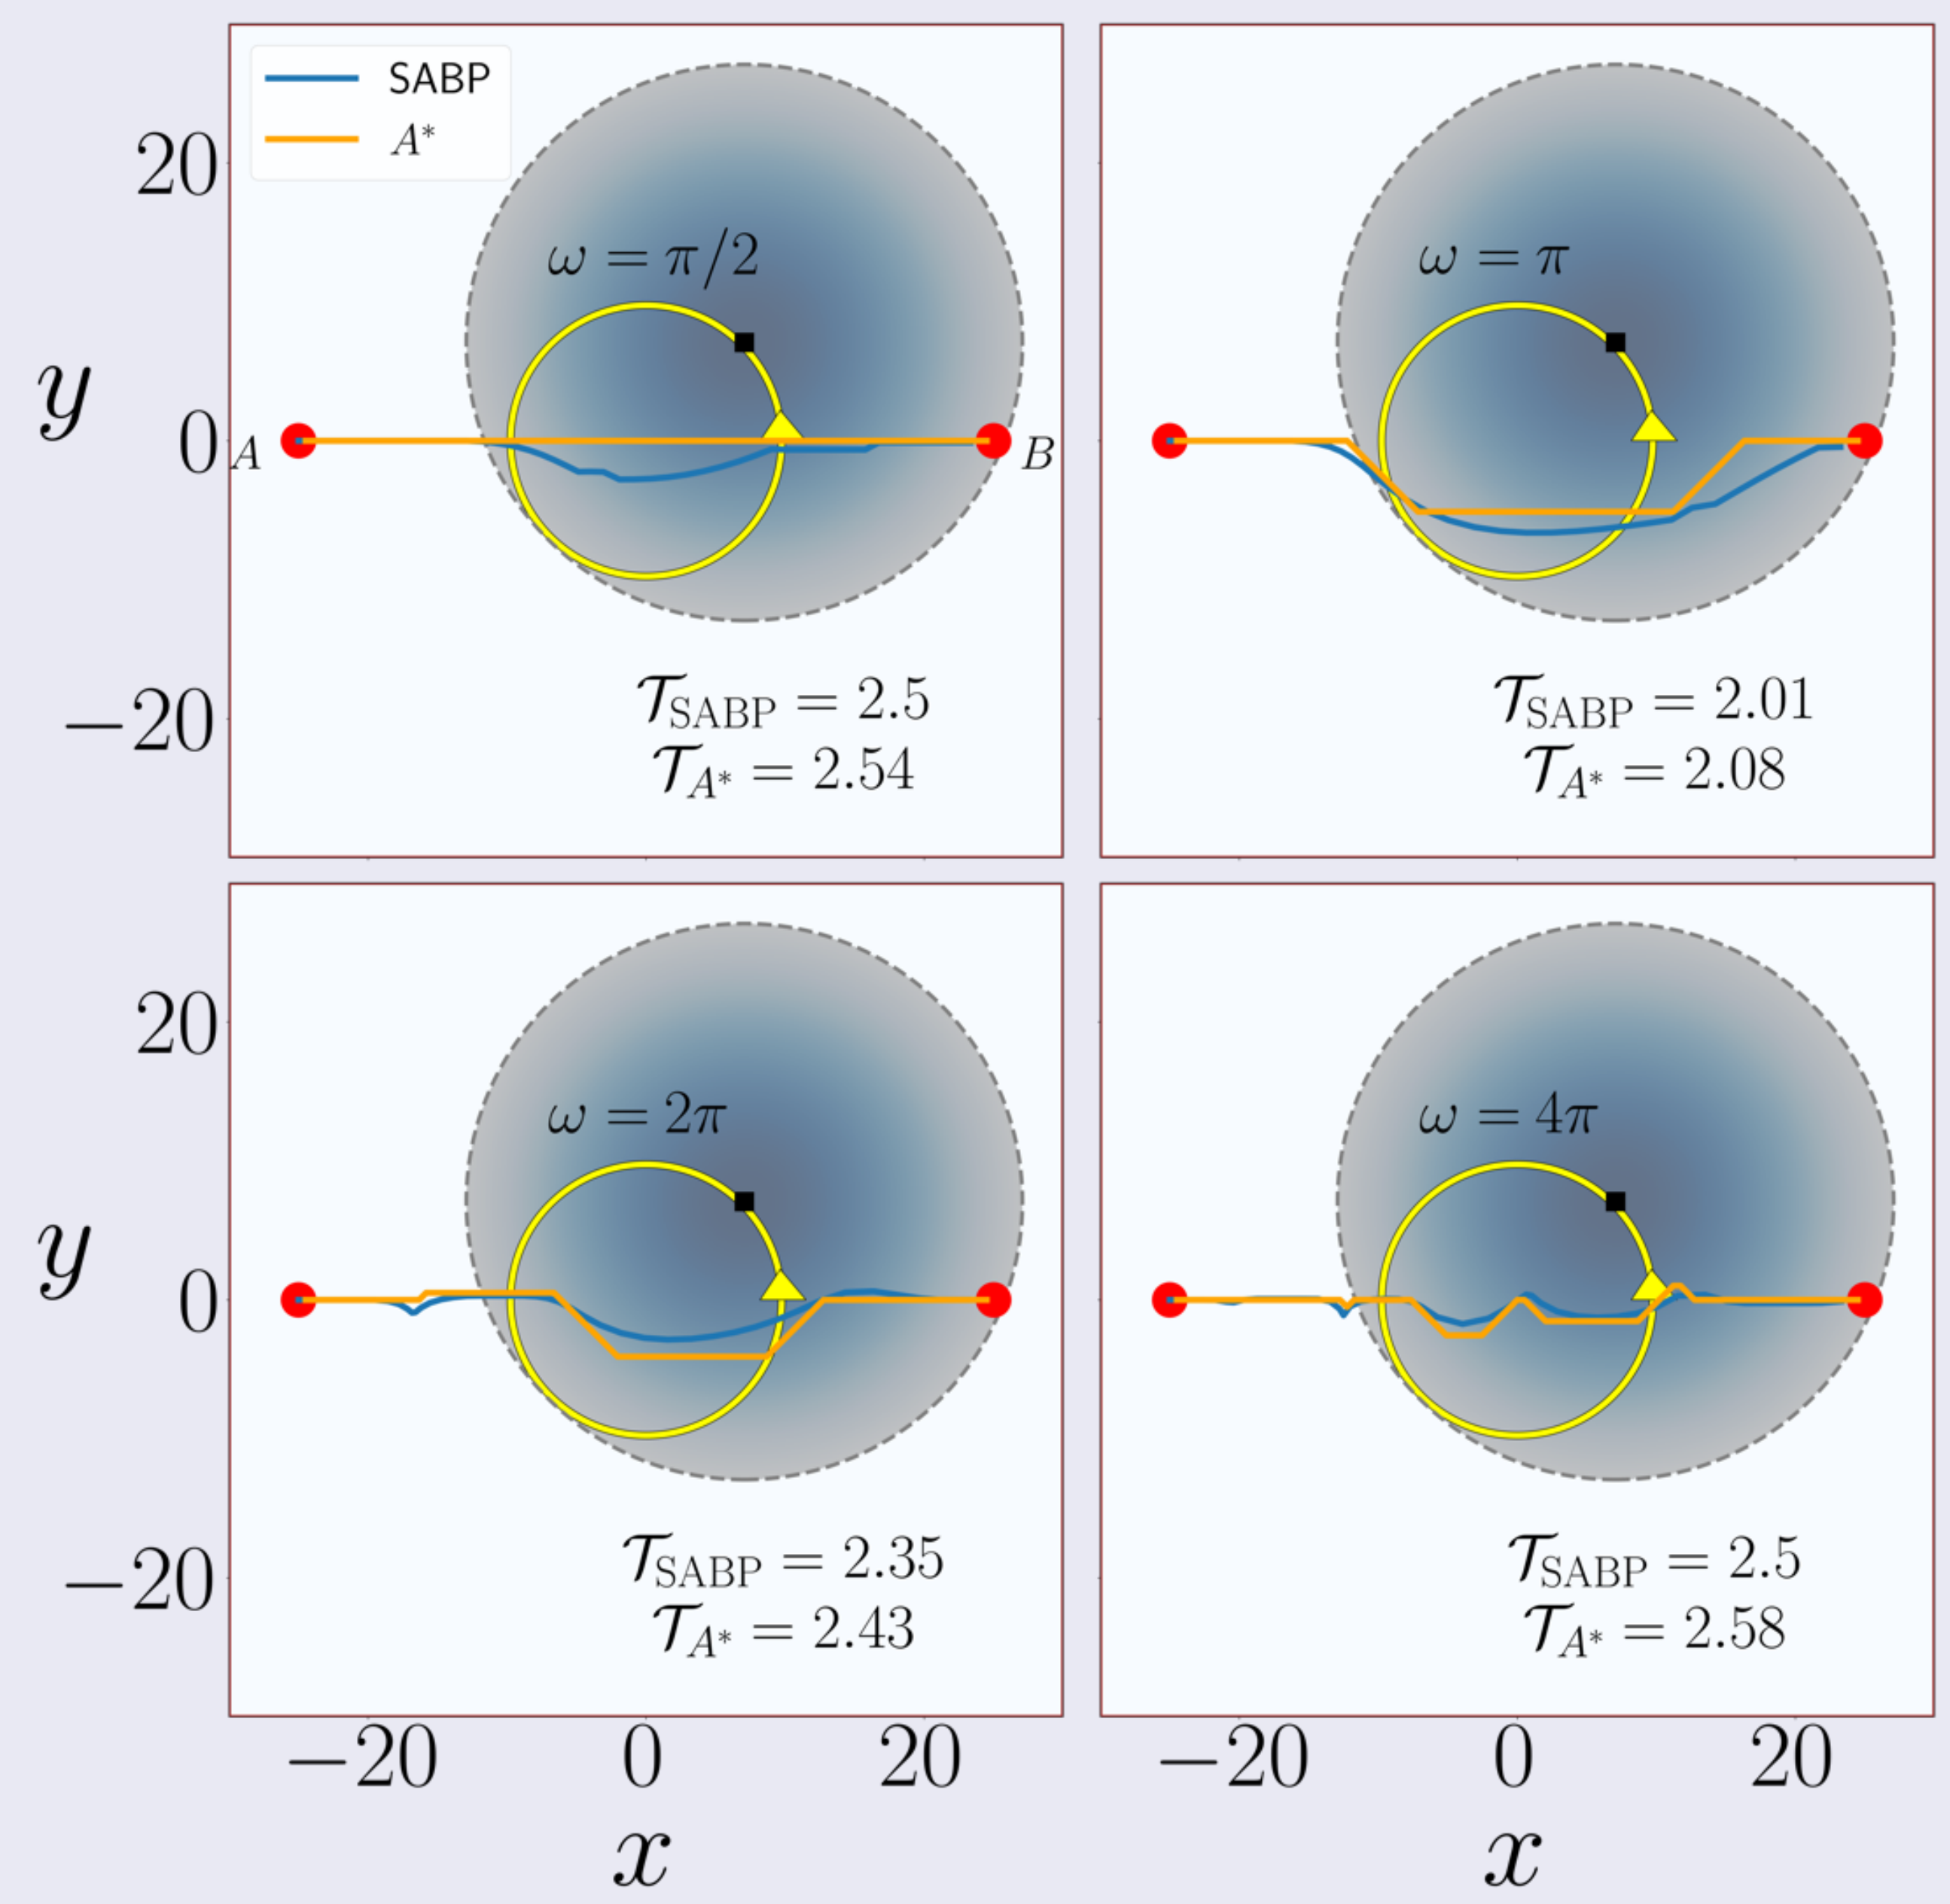 SABP
A*
ω = π/2
y
20
0
−20
A
B
𝒯SABP = 2.5
𝒯A* = 2.54
ω = π
𝒯SABP = 2.01
𝒯A* = 2.08
ω = 2π
y
20
0
−20
𝒯SABP = 2.35
𝒯A* = 2.43
ω = 4π
𝒯SABP = 2.5
𝒯A* = 2.58
−20 0 20
−20 0 20
x
x